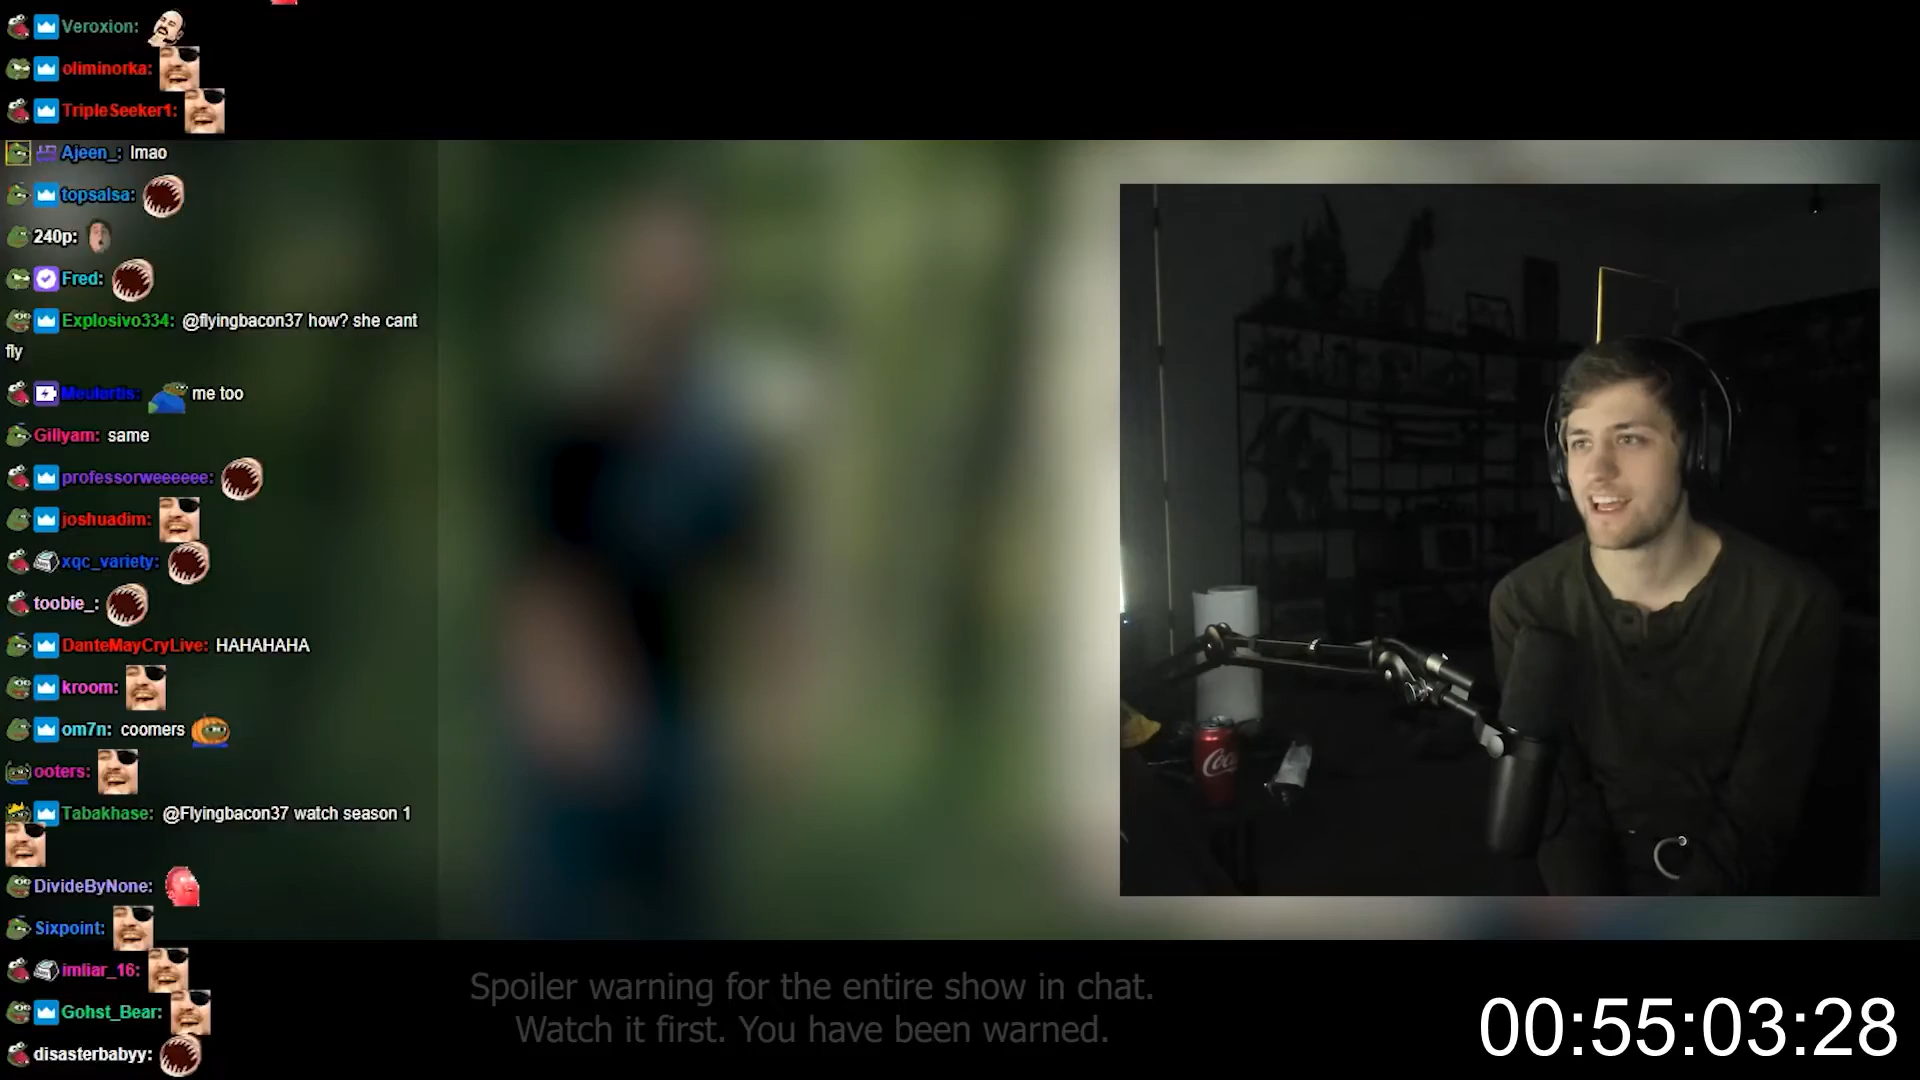 Veroxion:
oliminorka:
TripleSeeker1:
Ajeen_: lmao
topsalsa:
240p:
Fred:
Explosivo334: @flyingbacon37 how? she cant
fly
Meulartis: me too
Gillyam: same
professorweeeeee:
joshuadim:
xqc_variety:
toobie_:
DanteMayCryLive: HAHAHAHA
kroom:
om7n: coomers
ooters:
Tabakhase: @Flyingbacon37 watch season 1
DivideByNone:
Sixpoint:
imliar_16:
Gohst_Bear:
disasterbabyy:
Coca
Spoiler warning for the entire show in chat.
Watch it first. You have been warned.
00:55:03:28